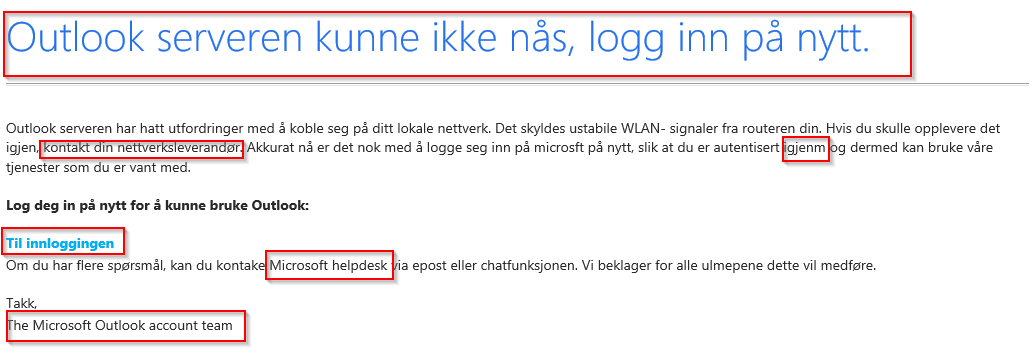 Outlook serveren kunne ikke nås, logg inn på nytt.
Outlook serveren har hatt utfordringer med å koble seg på ditt lokale nettverk. Det skyldes ustabile WLAN- signaler fra routeren din. Hvis du skulle opplevere det
igjen, kontakt din nettverksleverandør. Akkurat nå er det nok med å logge seg inn på microsft på nytt, slik at du er autentisert igjenm og dermed kan bruke våre
tjenester som du er vant med.
Log deg in på nytt for å kunne bruke Outlook:
Til innloggingen
Om du har flere spørsmål, kan du kontake Microsoft helpdesk via epost eller chatfunksjonen. Vi beklager for alle ulmepene dette vil medføre.
Takk,
The Microsoft Outlook account team